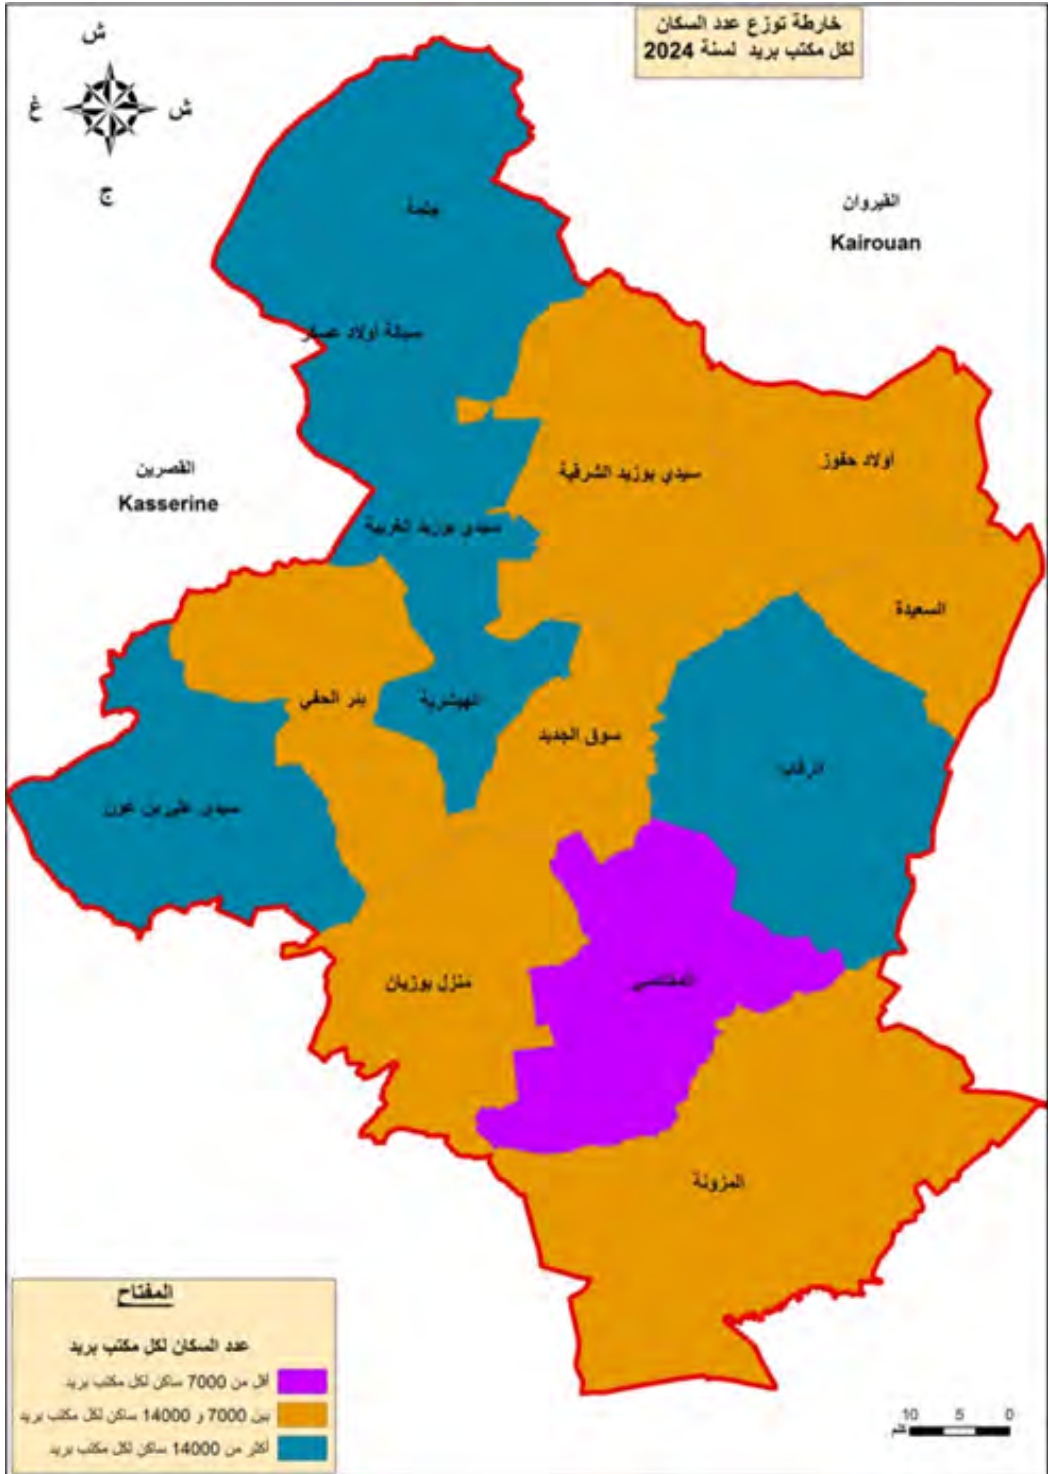 خارطة توزع عدد السكان
لكل مكتب بريد لسنة 2024
ش
غ
ش
ج
القيروان
Kairouan
جلمة
سبالة اولاد عسكر
القصرين
Kasserine
سيدي بوزيد الشرقية
اولاد حفوز
سيدي بوزيد الغربية
السعيدة
بئر الحفي
الهيشرية
سوق الجديد
الرقاب
سيدي علي بن عون
منزل بوزيان
المكناسي
المزونة
المفتاح
عدد السكان لكل مكتب بريد
أقل من 7000 ساكن لكل مكتب بريد
بين 7000 و 14000 ساكن لكل مكتب بريد
أكثر من 14000 ساكن لكل مكتب بريد
10 5 0
كلم